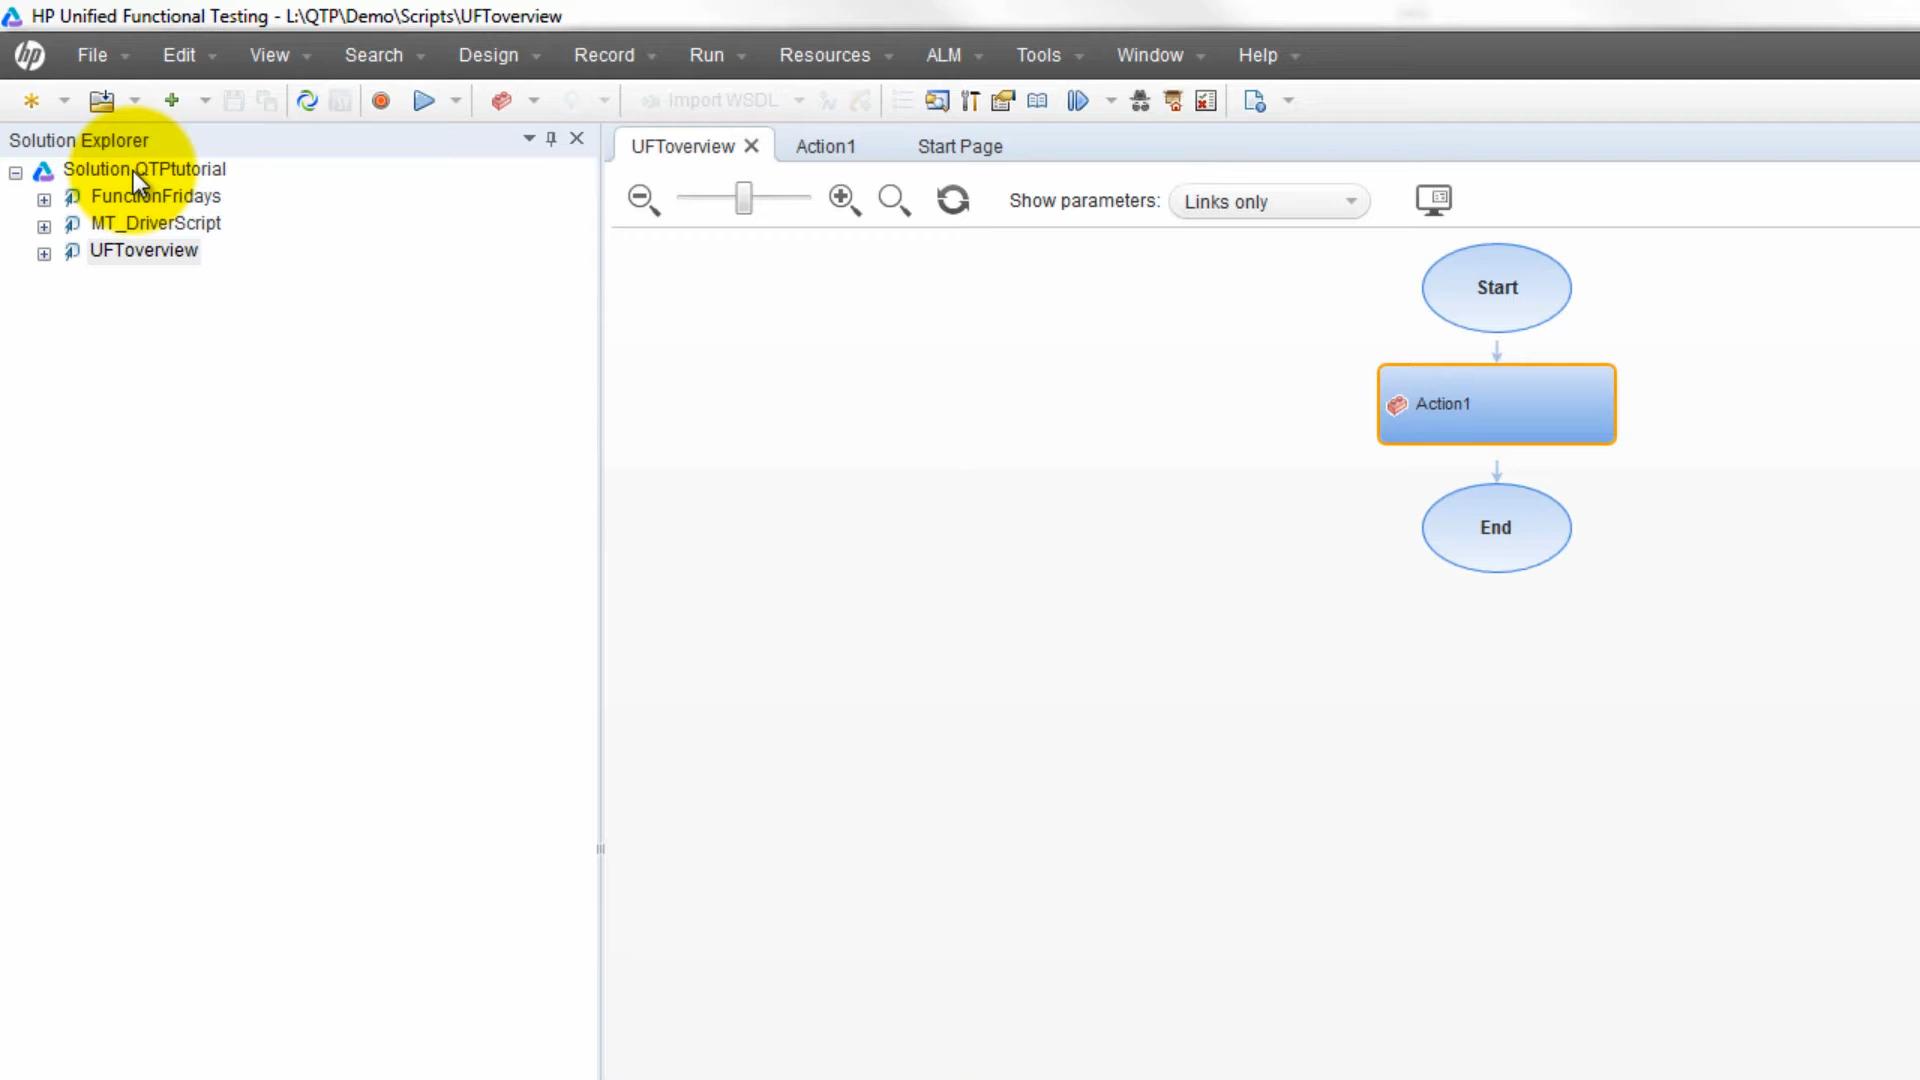 HP Unified Functional Testing - L:\QTP\Demo\Scripts\UFToverview
hp File Edit View Search Design Record Run Resources ALM Tools Window Help
Import WSDL
Solution Explorer
Solution QTPtutorial
FunctionFridays
MT_DriverScript
UFToverview
UFToverview Action1 Start Page
Show parameters: Links only
Start
Action1
End